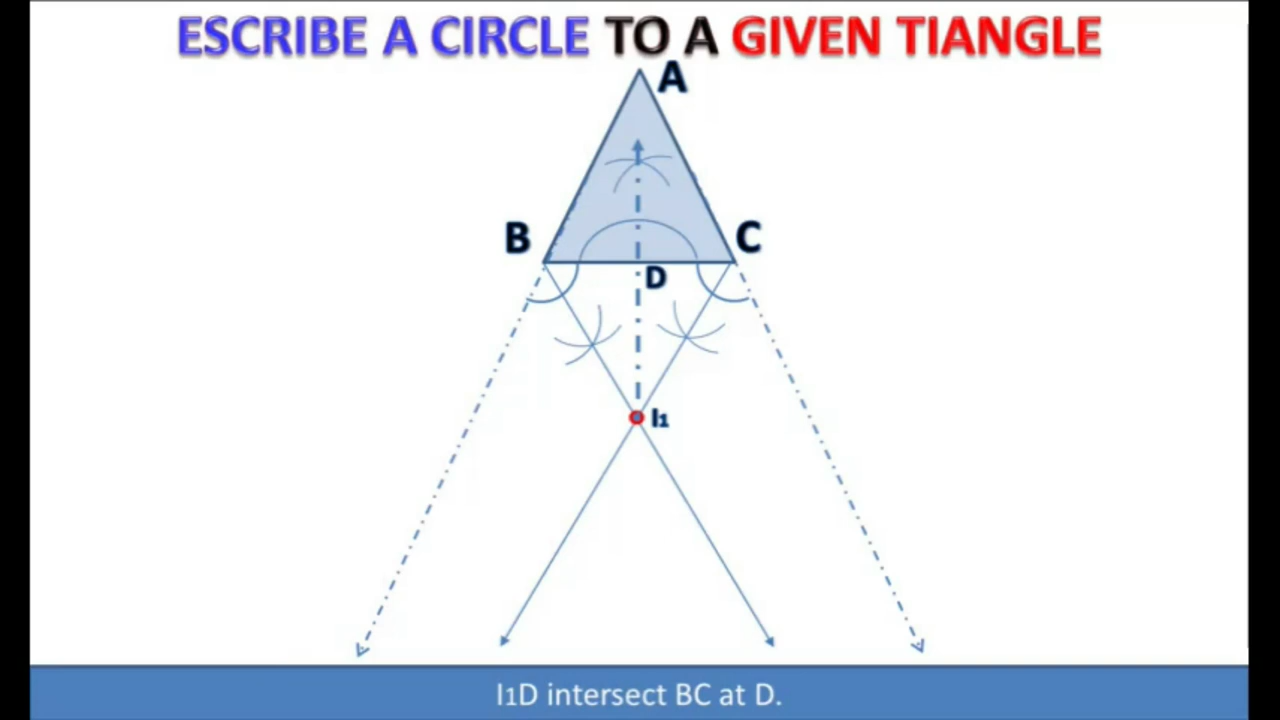 ESCRIBE A CIRCLE TO A GIVEN TIANGLE
A
B
C
D
I1
I1D intersect BC at D.